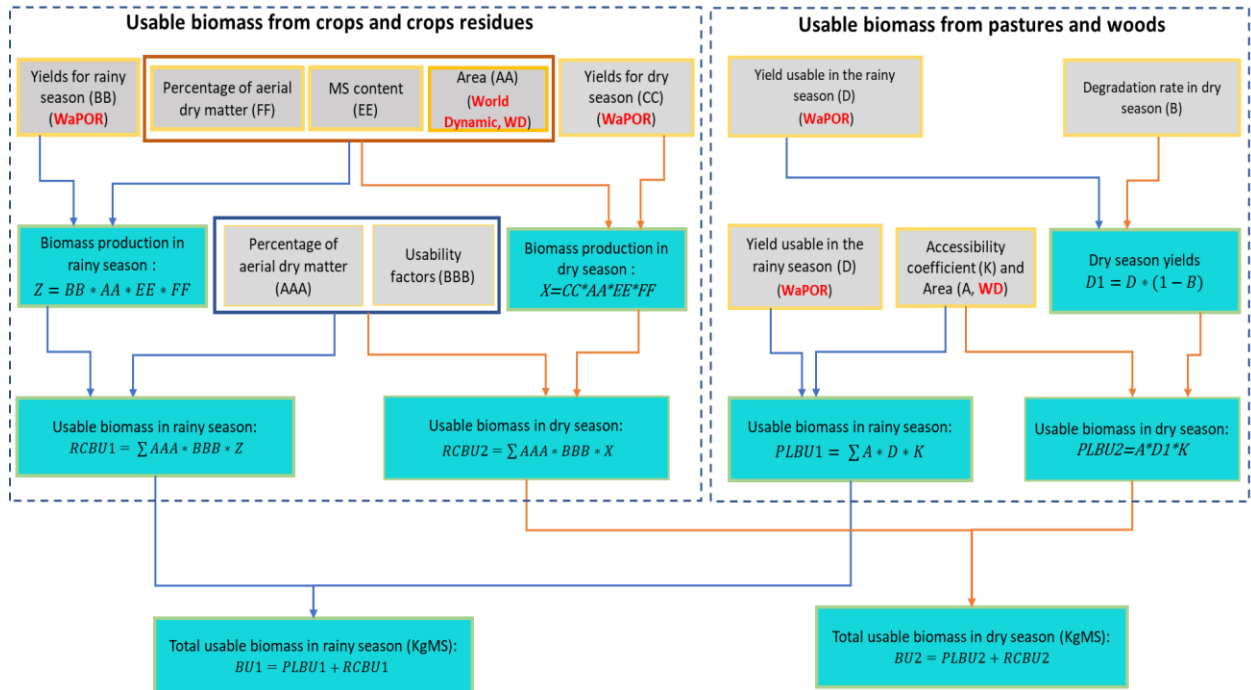 Usable biomass from crops and crops residues
Yields for rainy
season (BB)
(WaPOR)
Percentage of aerial
dry matter (FF)
MS content
(EE)
Area (AA)
(World
Dynamic, WD)
Yields for dry
season (CC)
(WaPOR)
Biomass production in
rainy season :
Z = BB * AA * EE * FF
Percentage of
aerial dry matter
(AAA)
Usability
factors (BBB)
Biomass production in
dry season :
X=CC*AA*EE*FF
Usable biomass in rainy season:
RCBU1 = ∑ AAA * BBB * Z
Usable biomass in dry season:
RCBU2 = ∑ AAA * BBB * X
Usable biomass from pastures and woods
Yield usable in the rainy
season (D)
(WaPOR)
Degradation rate in dry
season (B)
Yield usable in the
rainy season (D)
(WaPOR)
Accessibility
coefficient (K) and
Area (A, WD)
Dry season yields
D1 = D * (1 − B)
Usable biomass in rainy season:
PLBU1 = ∑ A * D * K
Usable biomass in dry season:
PLBU2=A*D1*K
Total usable biomass in rainy season (KgMS):
BU1 = PLBU1 + RCBU1
Total usable biomass in dry season (KgMS):
BU2 = PLBU2 + RCBU2